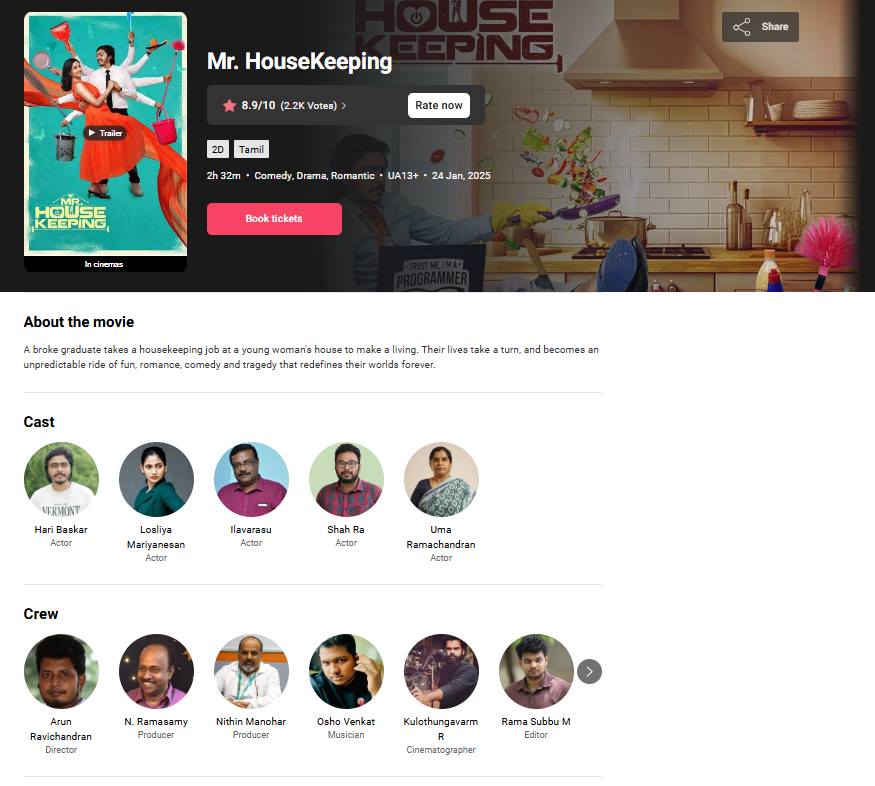 HOUSE
KEEPING
Share
Mr. HouseKeeping
8.9/10 (2.2K Votes) >
Rate now
Trailer
2D
Tamil
2h 32m • Comedy, Drama, Romantic • UA13+ • 24 Jan, 2025
Book tickets
MR.
HOUSE
KEEPING
In cinemas
TRUST ME, I'M A
PROGRAMMER
About the movie
A broke graduate takes a housekeeping job at a young woman's house to make a living. Their lives take a turn, and becomes an
unpredictable ride of fun, romance, comedy and tragedy that redefines their worlds forever.
Cast
VERMONT
Hari Baskar
Actor
Losliya
Mariyanesan
Actor
Ilavarasu
Actor
Shah Ra
Actor
Uma
Ramachandran
Actor
Crew
Arun
Ravichandran
Director
N. Ramasamy
Producer
Nithin Manohar
Producer
Osho Venkat
Musician
Kulothungavarm
R
Cinematographer
Rama Subbu M
Editor